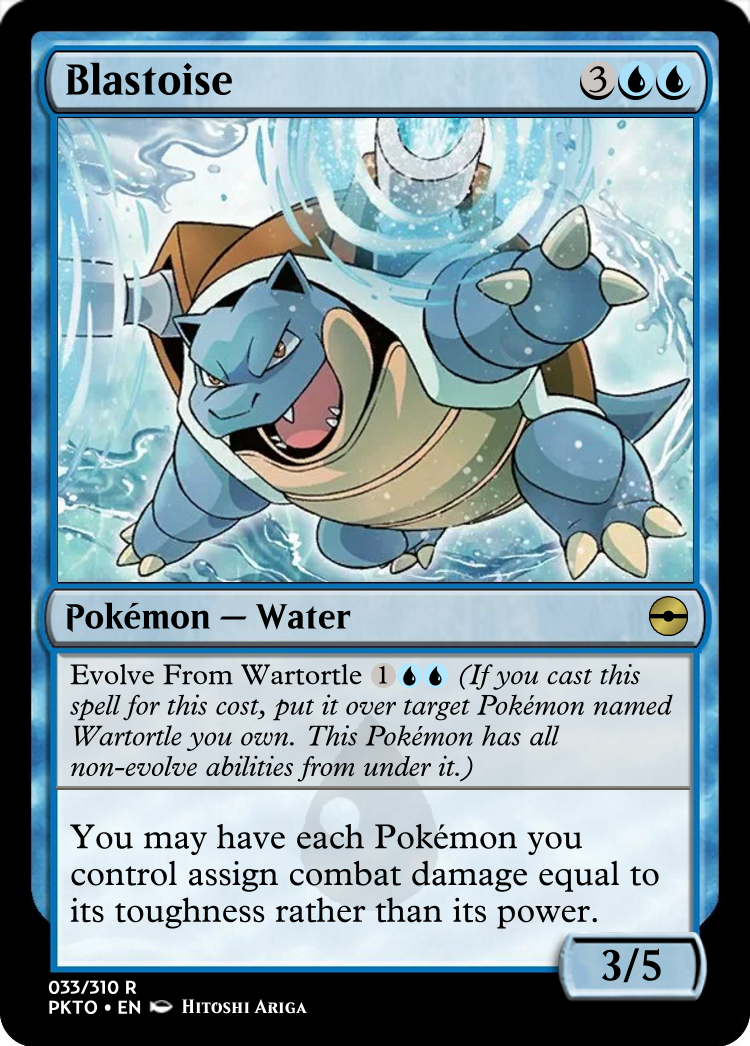 Blastoise 3
Pokémon — Water
Evolve From Wartortle 1 (If you cast this
spell for this cost, put it over target Pokémon named
Wartortle you own. This Pokémon has all
non-evolve abilities from under it.)
You may have each Pokémon you
control assign combat damage equal to
its toughness rather than its power.
3/5
033/310 R
PKTO • EN Hitoshi Ariga